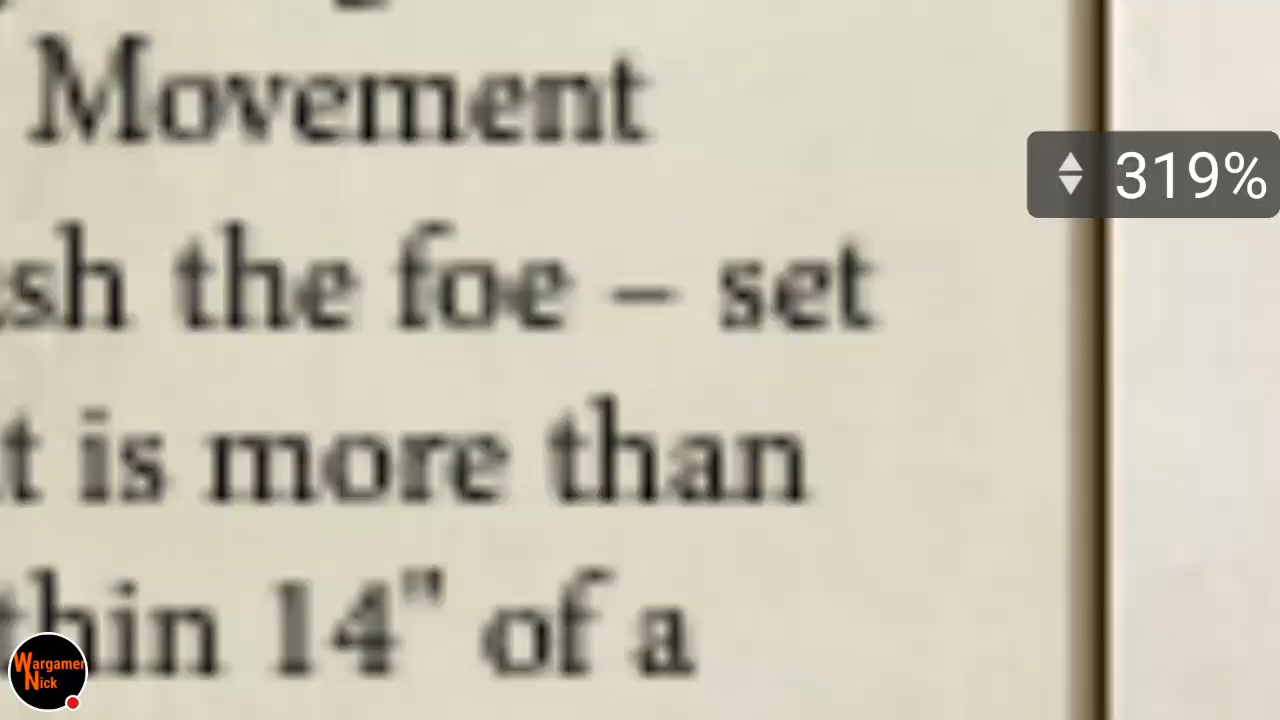 Movement
sh the foe – set
t is more than
thin 14" of a
319%
Wargamer
Nick